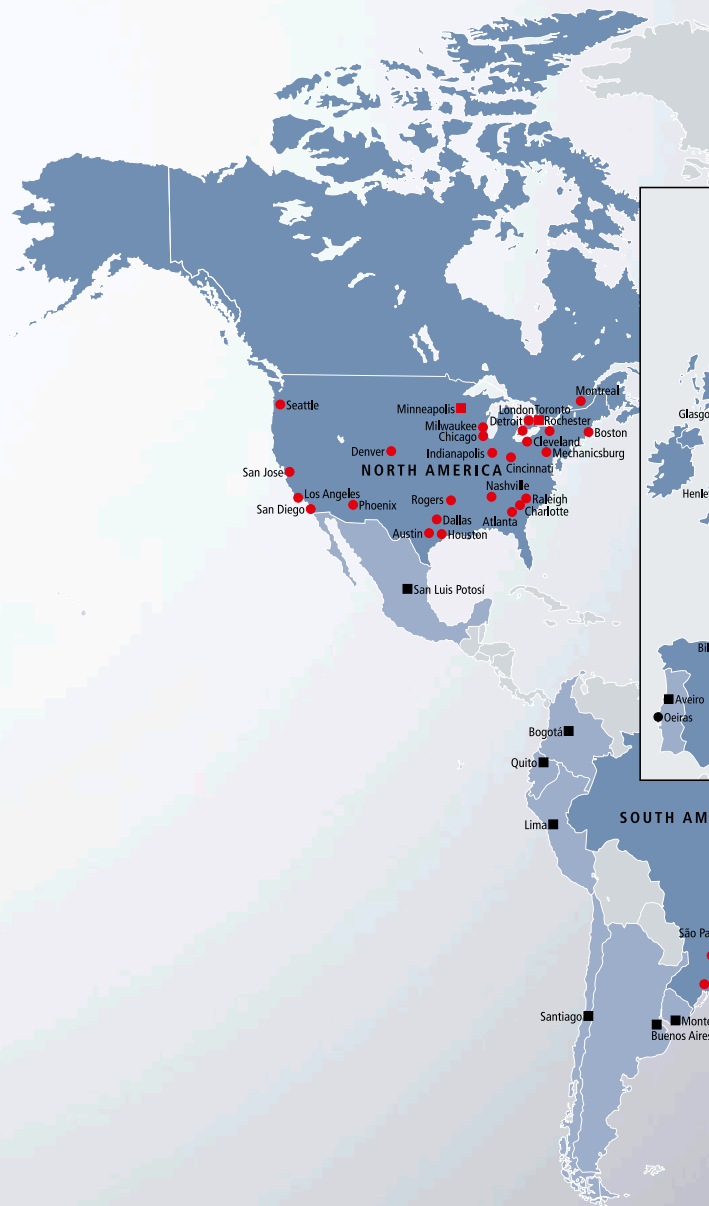 Montreal
Glasgo
Seattle
Minneapolis
London
Toronto
Detroit
Rochester
Milwaukee
Boston
Chicago
Cleveland
Denver
Indianapolis
Mechanicsburg
NORTH AMERICA
Cincinnati
San Jose
Nashville
Henle
Los Angeles
Rogers
Raleigh
San Diego
Phoenix
Charlotte
Dallas
Atlanta
Austin
Houston
San Luis Potosí
Bil
Aveiro
Oeiras
Bogotá
Quito
SOUTH AM
Lima
São Pa
Santiago
Monte
Buenos Aires